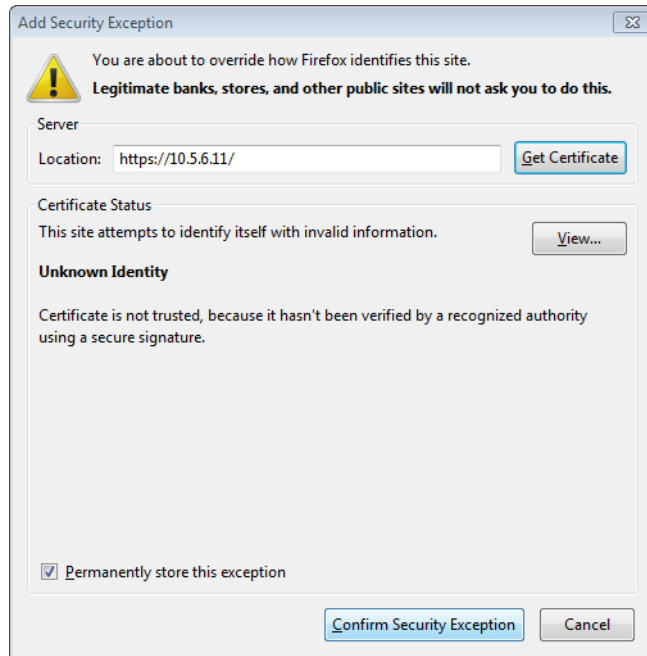 Add Security Exception
You are about to override how Firefox identifies this site.
Legitimate banks, stores, and other public sites will not ask you to do this.
Server
Location: https://10.5.6.11/ Get Certificate
Certificate Status
This site attempts to identify itself with invalid information. View...
Unknown Identity
Certificate is not trusted, because it hasn't been verified by a recognized authority
using a secure signature.
Permanently store this exception
Confirm Security Exception Cancel